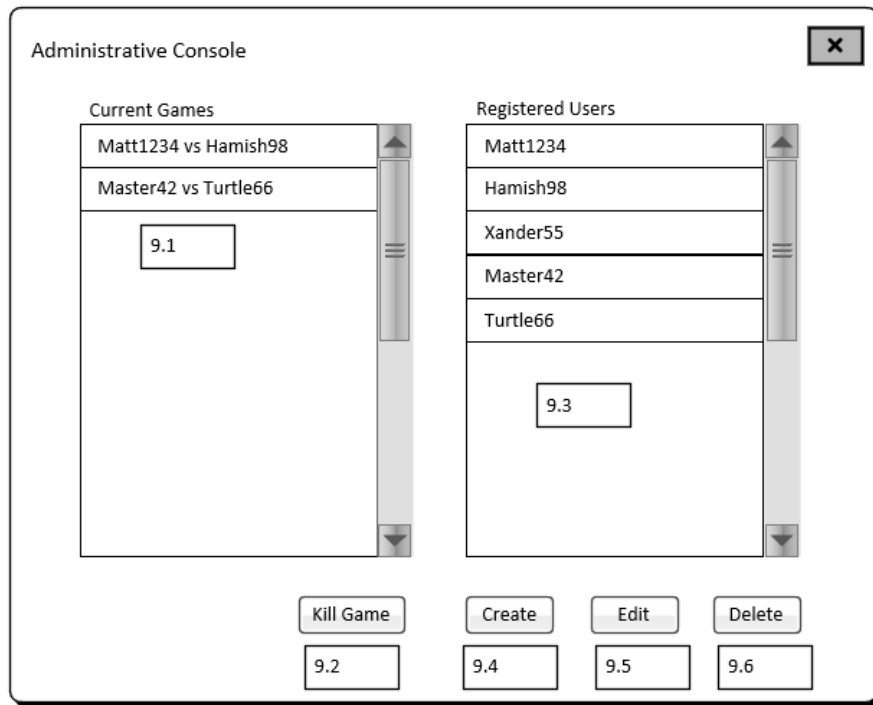 Administrative Console
Current Games
Matt1234 vs Hamish98
Master42 vs Turtle66
9.1
Registered Users
Matt1234
Hamish98
Xander55
Master42
Turtle66
9.3
Kill Game
Create
Edit
Delete
9.2
9.4
9.5
9.6